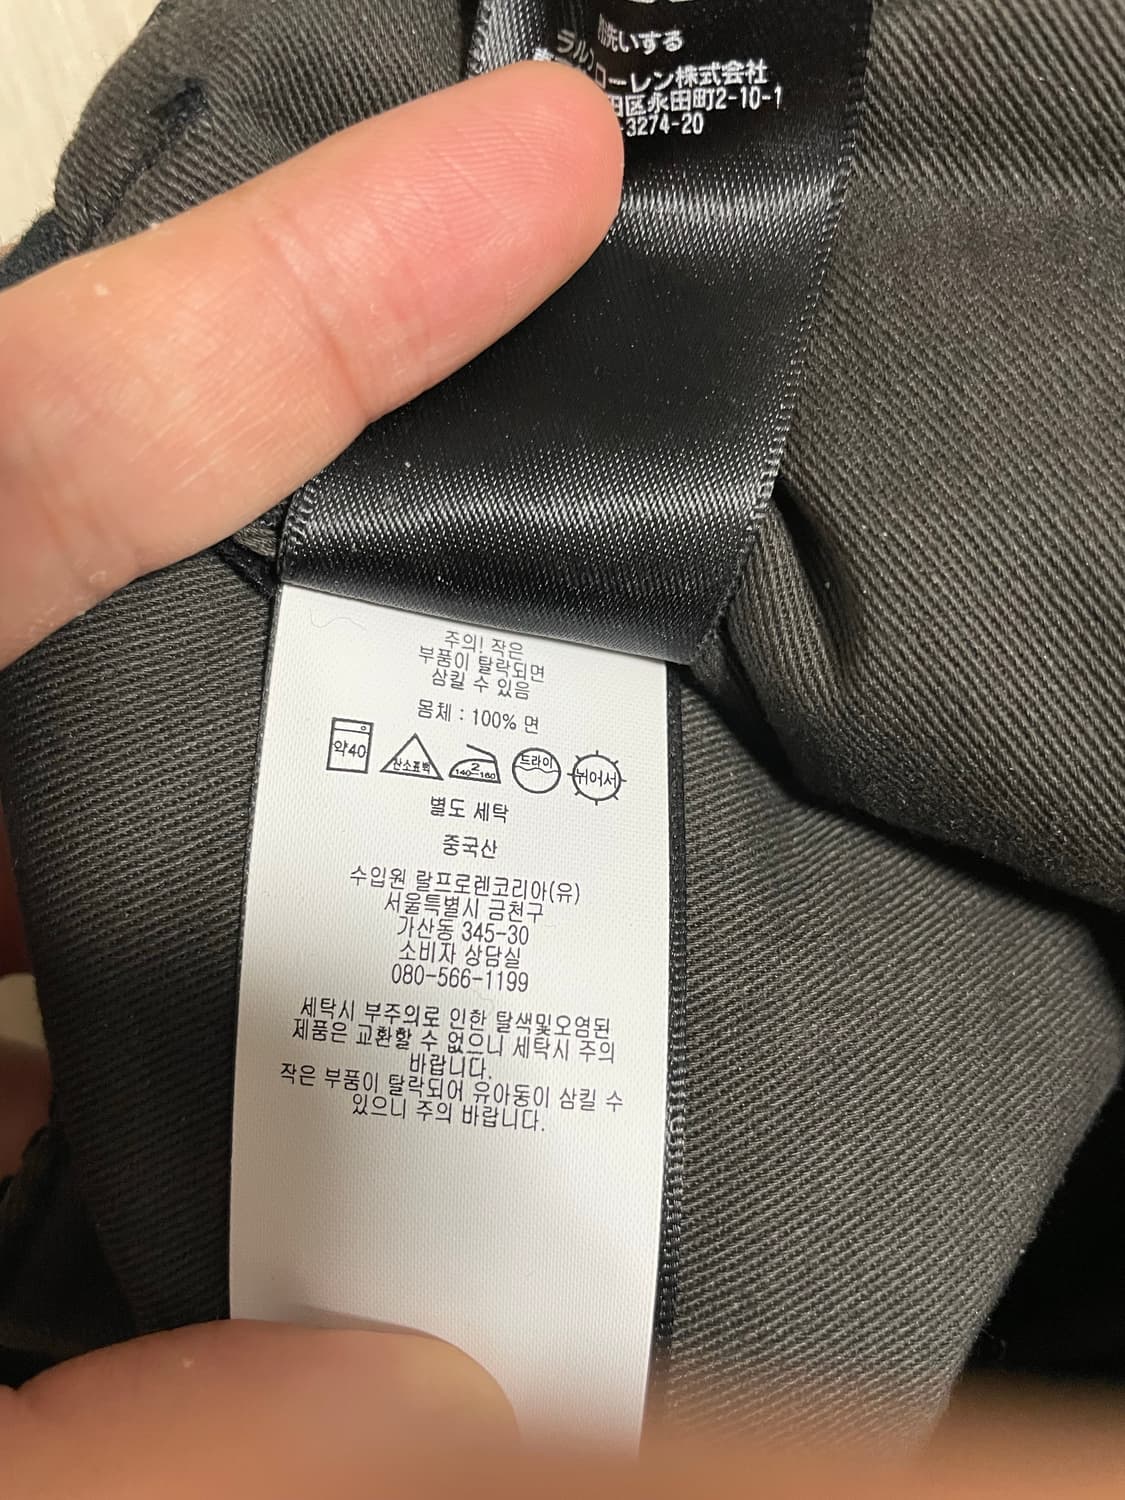 洗いする
ローレン株式会社
田区永田町2-10-1
3274-20
주의! 작은
부품이 탈락되면
삼킬 수 있음
몸체 : 100% 면
약40 산소표백 2 140~160 드라이 뉘어서
별도 세탁
중국산
수입원 랄프로렌코리아(유)
서울특별시 금천구
가산동 345-30
소비자 상담실
080-566-1199
세탁시 부주의로 인한 탈색및오염된
제품은 교환할 수 없으니 세탁시 주의
바랍니다.
작은 부품이 탈락되어 유아동이 삼킬 수
있으니 주의 바랍니다.